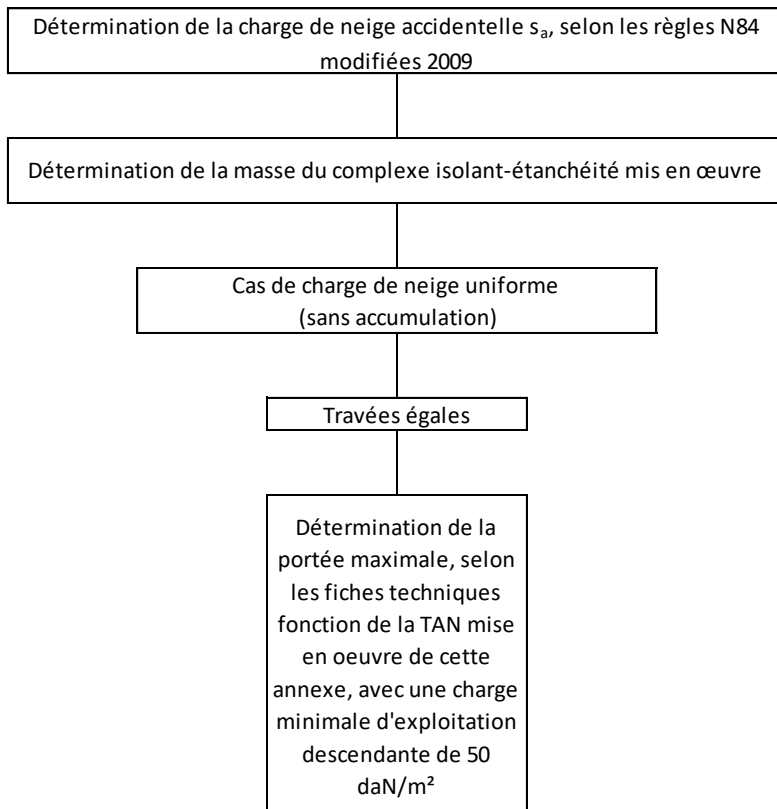 Détermination de la charge de neige accidentelle sₐ, selon les règles N84
modifiées 2009
Détermination de la masse du complexe isolant-étanchéité mis en œuvre
Cas de charge de neige uniforme
(sans accumulation)
Travées égales
Détermination de la
portée maximale, selon
les fiches techniques
fonction de la TAN mise
en oeuvre de cette
annexe, avec une charge
minimale d'exploitation
descendante de 50
daN/m²